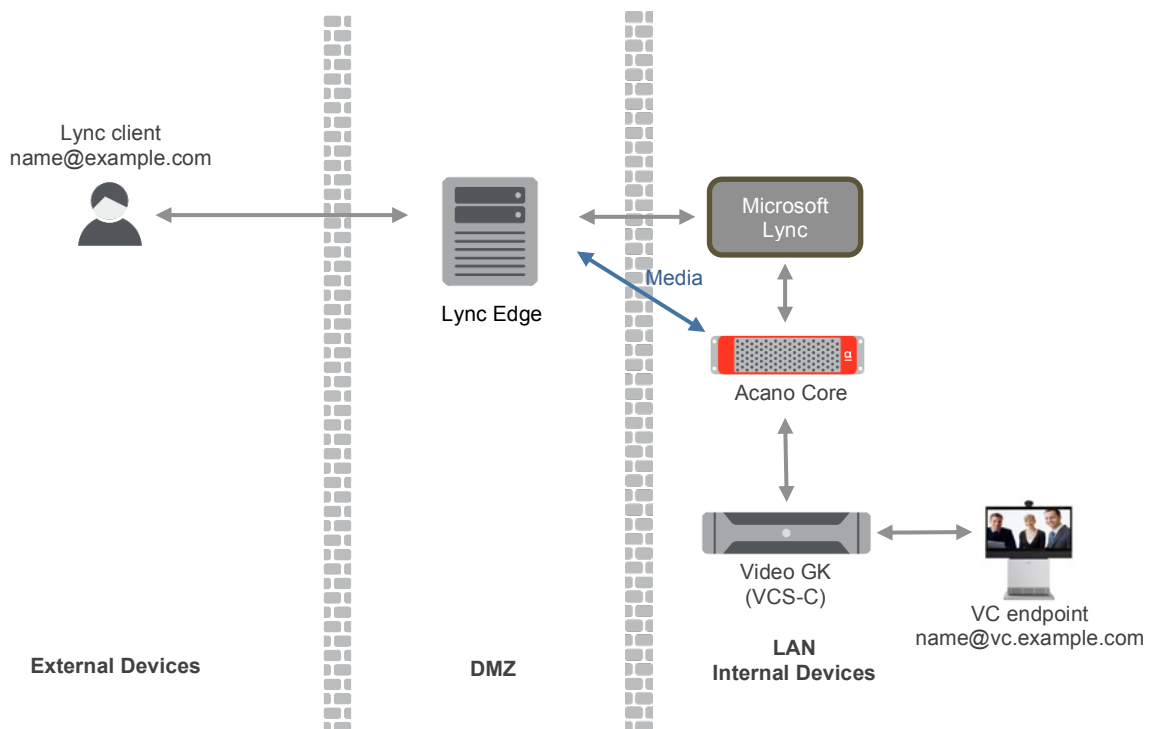 Lync client
name@example.com
Lync Edge
Microsoft
Lync
Media
a
Acano Core
Video GK
(VCS-C)
VC endpoint
name@vc.example.com
External Devices
DMZ
LAN
Internal Devices